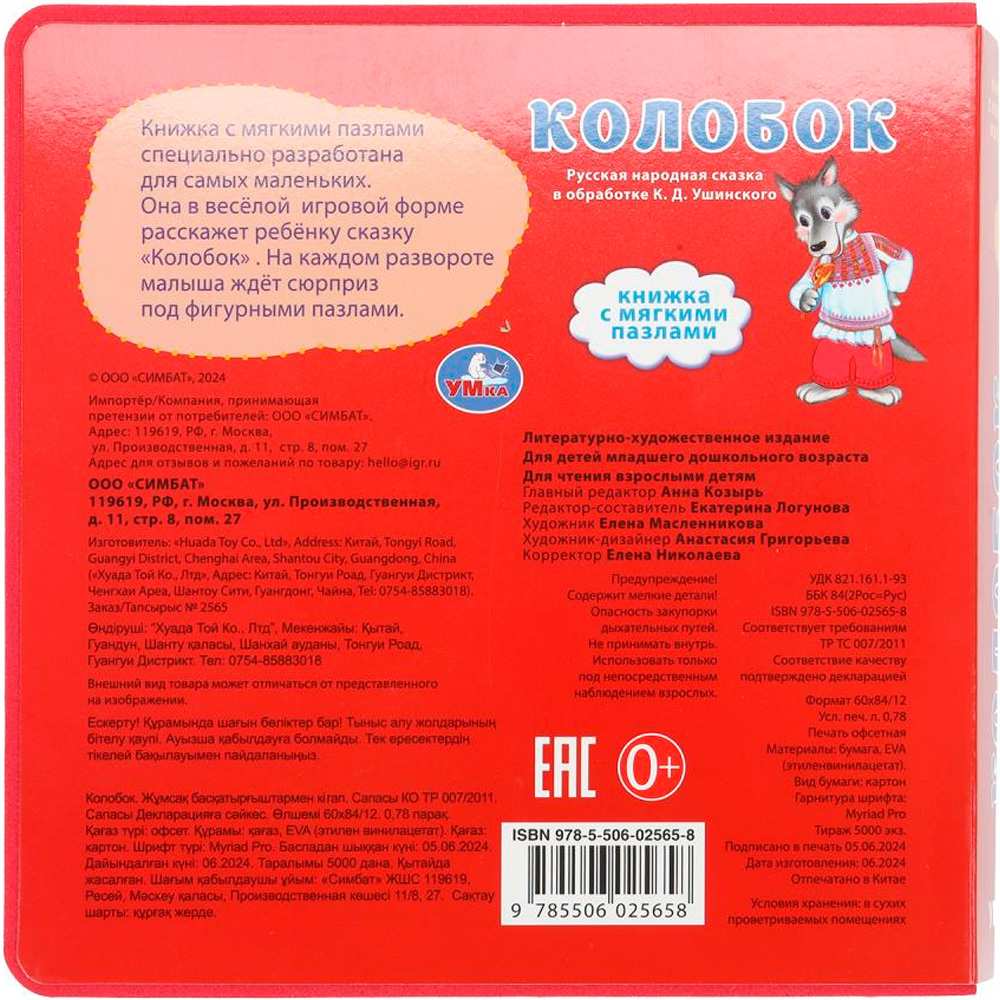 Книжка с мягкими пазлами
специально разработана
для самых маленьких.
Она в весёлой игровой форме
расскажет ребёнку сказку
«Колобок» . На каждом развороте
малыша ждёт сюрприз
под фигурными пазлами.
КОЛОБОК
Русская народная сказка
в обработке К. Д. Ушинского
КНИЖКА
С МЯГКИМИ
ПАЗЛАМИ
УМка
© ООО «СИМБАТ», 2024
Импортёр/Компания, принимающая
претензии от потребителей: ООО «СИМБАТ».
Адрес: 119619, РФ, г. Москва,
ул. Производственная, д. 11, стр. 8, пом. 27
Адрес для отзывов и пожеланий по товару: hello@igr.ru
ООО «СИМБАТ»
119619, РФ, г. Москва, ул. Производственная,
д. 11, стр. 8, пом. 27
Изготовитель: «Huada Toy Co., Ltd», Address: Китай, Tongyi Road,
Guangyi District, Chenghai Area, Shantou City, Guangdong, China
(«Хуада Той Ко., Лтд», Адрес: Китай, Тонгуи Роад, Гуангуи Дистрикт,
Ченгхаи Ареа, Шантоу Сити, Гуангдонг, Чайна, Tel: 0754-85883018).
Заказ/Тапсырыс № 2565
Өндіруші: "Хуада Той Ко., Лтд", Мекенжайы: Қытай,
Гуандун, Шанту қаласы, Шанхай ауданы, Тонгуи Роад,
Гуангуи Дистрикт. Тел: 0754-85883018
Внешний вид товара может отличаться от представленного
на изображении.
Ескерту! Құрамында шағын бөліктер бар! Тыныс алу жолдарының
бітелу қаупі. Ауызша қабылдауға болмайды. Тек ересектердің
тікелей бақылауымен пайдаланыңыз.
Колобок. Жұмсақ басқатырғыштармен кітап. Сапасы КО ТР 007/2011.
Сапасы Декларацияға сәйкес. Өлшемі 60х84/12. 0,78 парақ.
Қағаз түрі: офсет. Құрамы: қағаз, EVA (этилен винилацетат). Қағаз:
картон. Шрифт түрі: Myriad Pro. Баспадан шыққан күні: 05.06.2024.
Дайындалған күні: 06.2024. Таралымы 5000 дана. Қытайда
жасалған. Шағым қабылдаушы ұйым: «Симбат» ЖШС 119619,
Ресей, Мәскеу қаласы, Производственная көшесі 11/8, 27. Сақтау
шарты: құрғақ жерде.
Литературно-художественное издание
Для детей младшего дошкольного возраста
Для чтения взрослыми детям
Главный редактор Анна Козырь
Редактор-составитель Екатерина Логунова
Художник Елена Масленникова
Художник-дизайнер Анастасия Григорьева
Корректор Елена Николаева
Предупреждение!
Содержит мелкие детали!
Опасность закупорки
дыхательных путей.
Не принимать внутрь.
Использовать только
под непосредственным
наблюдением взрослых.
УДК 821.161.1-93
ББК 84(2Рос=Рус)
ISBN 978-5-506-02565-8
Соответствует требованиям
ТР ТС 007/2011
Соответствие качеству
подтверждено декларацией
Формат 60х84/12
Усл. печ. л. 0,78
Печать офсетная
Материалы: бумага, EVA
(этиленвинилацетат).
Вид бумаги: картон
Гарнитура шрифта:
Myriad Pro
Тираж 5000 экз.
Подписано в печать 05.06.2024
Дата изготовления: 06.2024
Отпечатано в Китае
Условия хранения: в сухих
проветриваемых помещениях
EAC
0+
ISBN 978-5-506-02565-8
9 785506 025658